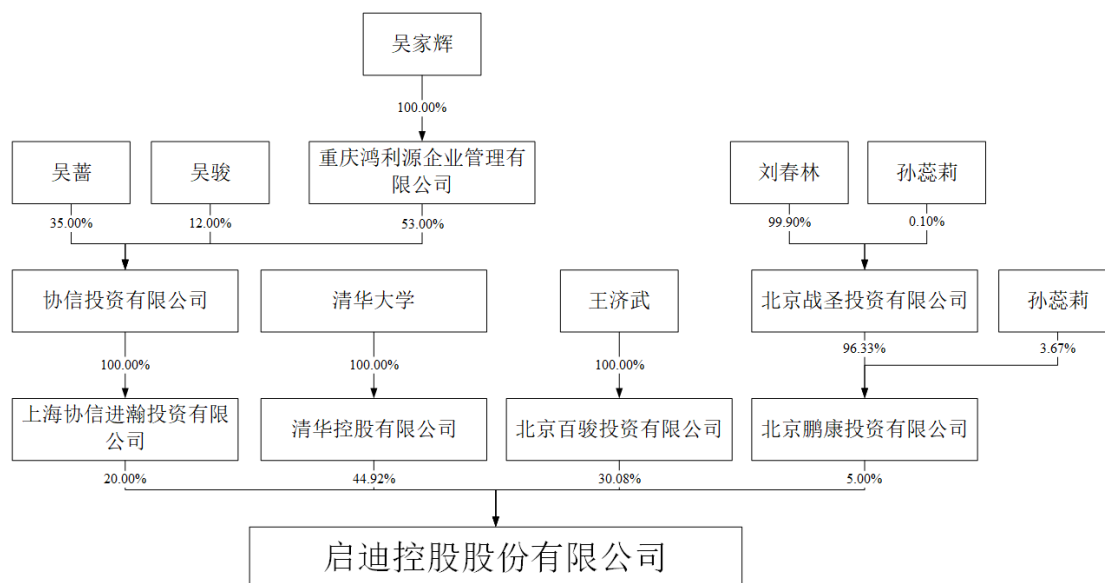 吴家辉
100.00%
吴蔷
吴骏
重庆鸿利源企业管理有
限公司
刘春林
孙蕊莉
35.00%
12.00%
53.00%
99.90%
0.10%
协信投资有限公司
清华大学
王济武
北京战圣投资有限公司
孙蕊莉
100.00%
100.00%
100.00%
96.33%
3.67%
上海协信进瀚投资有限
公司
清华控股有限公司
北京百骏投资有限公司
北京鹏康投资有限公司
20.00%
44.92%
30.08%
5.00%
启迪控股股份有限公司